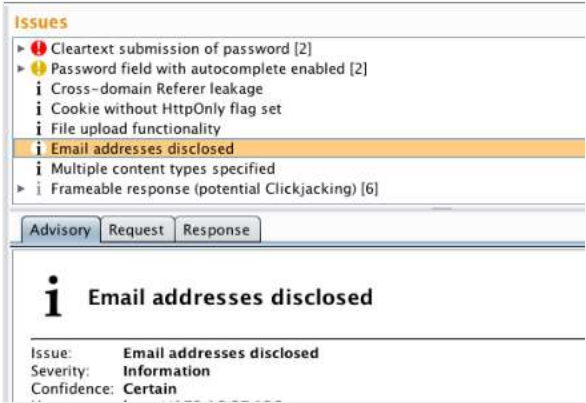 Issues
Cleartext submission of password [2]
Password field with autocomplete enabled [2]
Cross-domain Referer leakage
Cookie without HttpOnly flag set
File upload functionality
Email addresses disclosed
Multiple content types specified
Frameable response (potential Clickjacking) [6]
Advisory Request Response
Email addresses disclosed
Issue: Email addresses disclosed
Severity: Information
Confidence: Certain